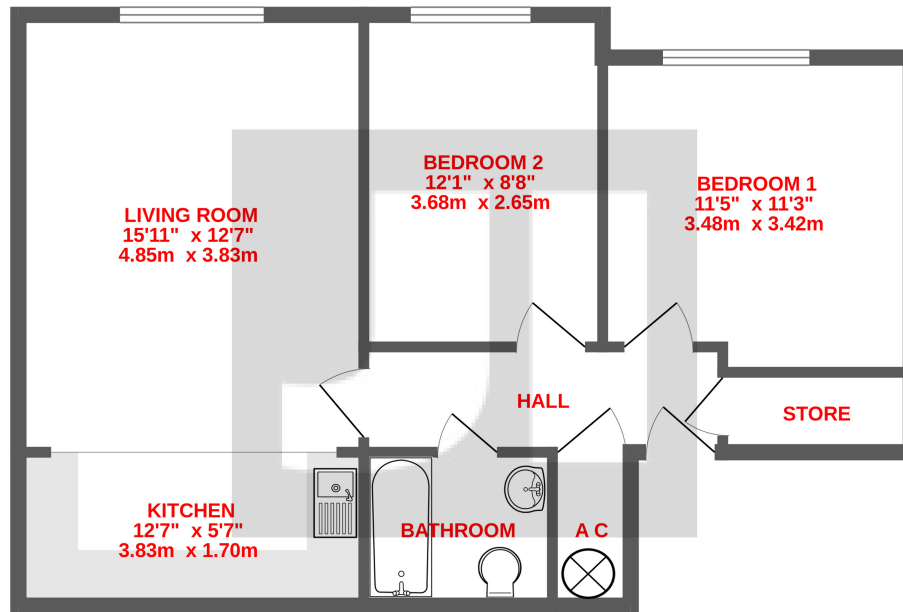 LIVING ROOM
15'11" x 12'7"
4.85m x 3.83m
BEDROOM 2
12'1" x 8'8"
3.68m x 2.65m
BEDROOM 1
11'5" x 11'3"
3.48m x 3.42m
HALL
STORE
KITCHEN
12'7" x 5'7"
3.83m x 1.70m
BATHROOM
A C